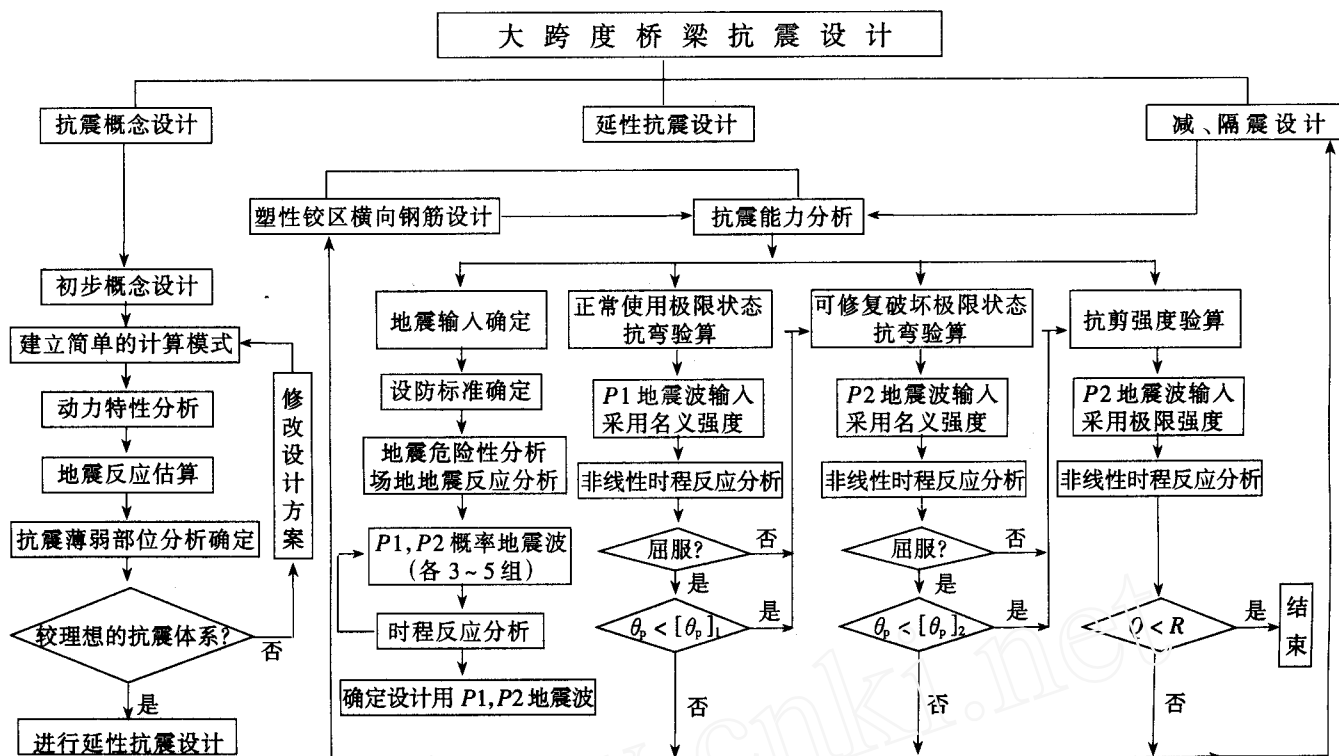 大跨度桥梁抗震设计
抗震概念设计
延性抗震设计
减、隔震设计
塑性铰区横向钢筋设计
抗震能力分析
初步概念设计
建立简单的计算模式
动力特性分析
地震反应估算
抗震薄弱部位分析确定
较理想的抗震体系?
否
是
进行延性抗震设计
修改设计方案
地震输入确定
设防标准确定
地震危险性分析
场地地震反应分析
P1,P2概率地震波
(各3~5组)
时程反应分析
确定设计用P1,P2地震波
正常使用极限状态
抗弯验算
P1地震波输入
采用名义强度
非线性时程反应分析
屈服?
否
是
θp<[θp]1
是
否
可修复破坏极限状态
抗弯验算
P2地震波输入
采用名义强度
非线性时程反应分析
屈服?
否
是
θp<[θp]2
是
否
抗剪强度验算
P2地震波输入
采用极限强度
非线性时程反应分析
Q<R
是
否
结束